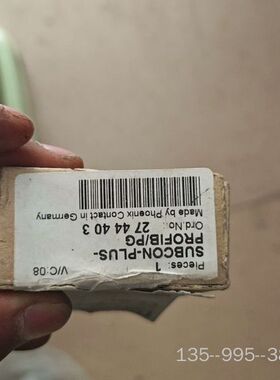 Pieces: 1
V/C:08
SUBCON-PLUS-
PROFIB/PG
Ord No.: 27 44 40 3
Made by Phoenix Contact in Germany
135--995--38